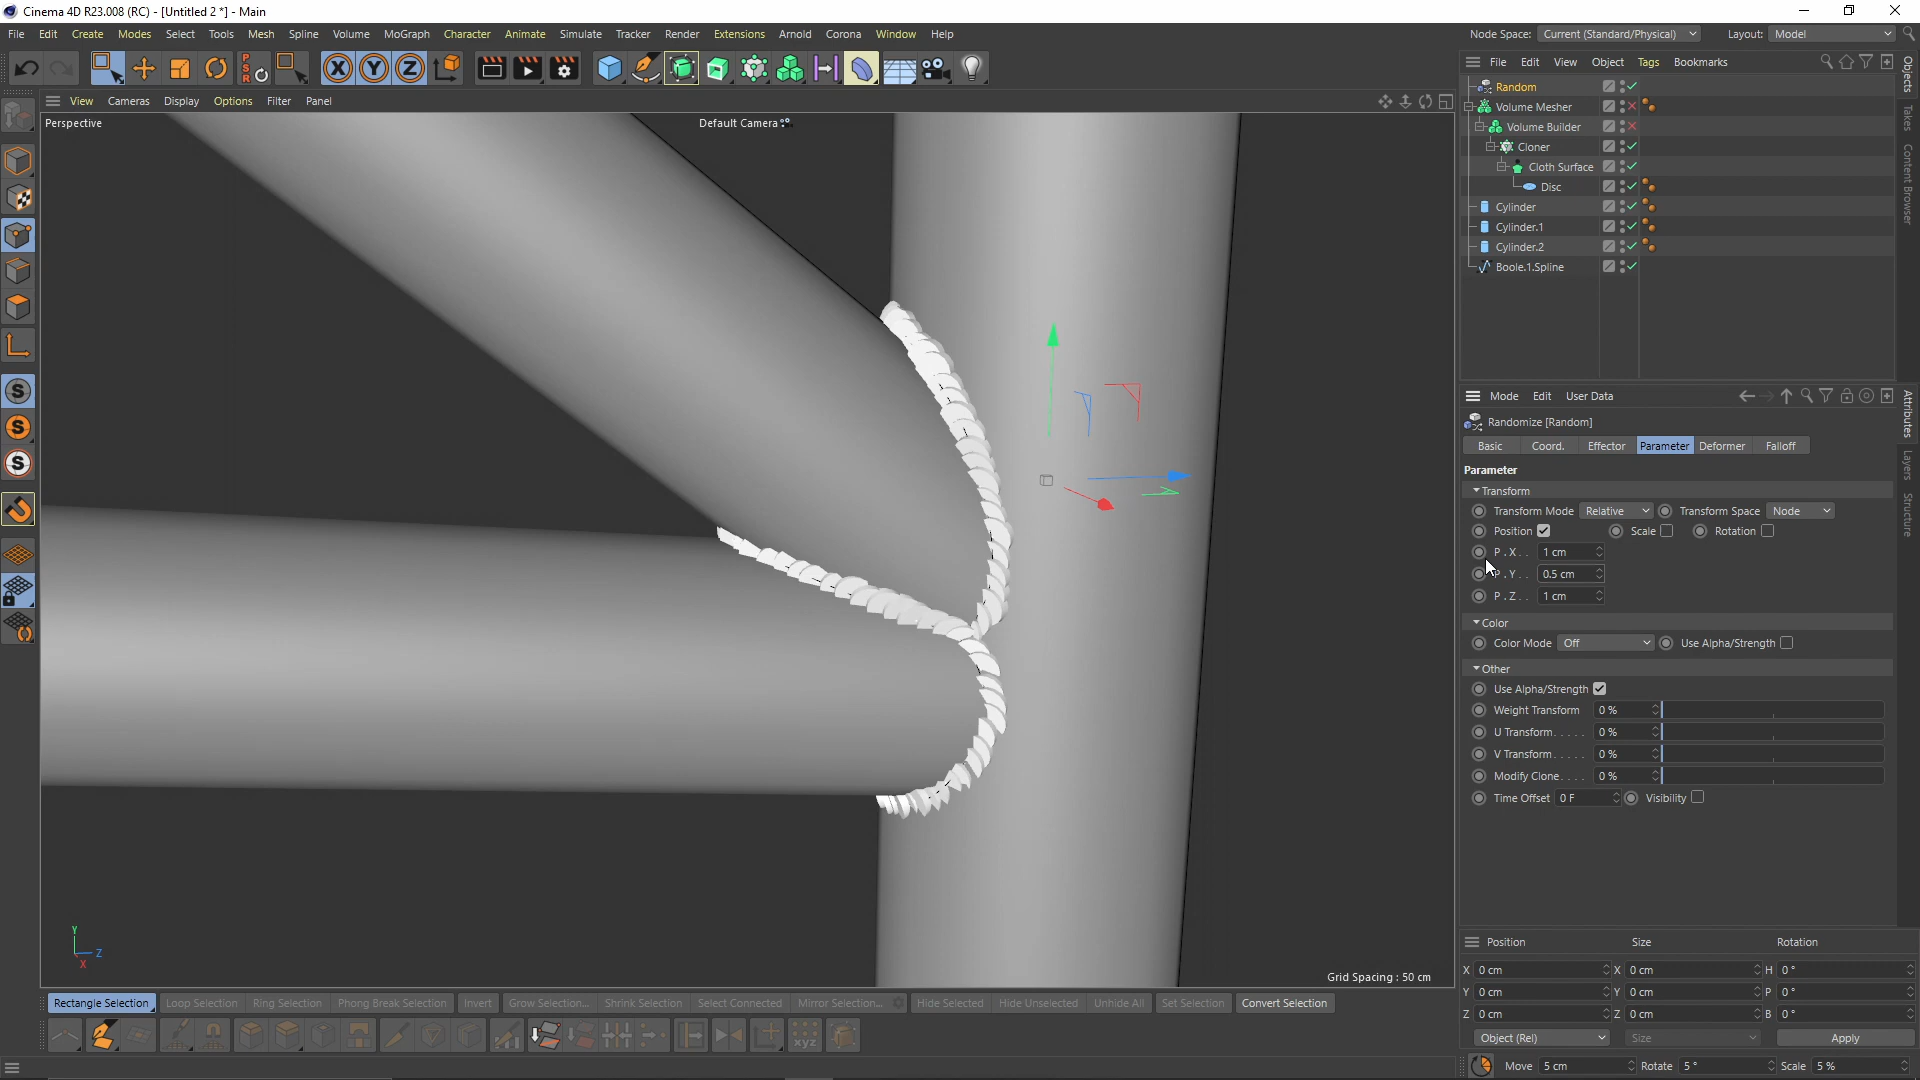 Cinema 4D R23.008 (RC) - [Untitled 2 *] - Main
File Edit Create Modes Select Tools Mesh Spline Volume MoGraph Character Animate Simulate Tracker Render Extensions Arnold Corona Window Help Node Space: Current (Standard/Physical) Layout: Model
PSR X Y Z
View Cameras Display Options Filter Panel
Perspective
Default Camera
File Edit View Object Tags Bookmarks
Random
Volume Mesher
Volume Builder
Cloner
Cloth Surface
Disc
Cylinder
Cylinder.1
Cylinder.2
Boole.1.Spline
Objects
Takes
Content Browser
Mode Edit User Data
Randomize [Random]
Basic Coord. Effector Parameter Deformer Falloff
Parameter
Transform
Transform Mode Relative Transform Space Node
Position Scale Rotation
P . X . . 1 cm
P . Y . . 0.5 cm
P . Z . . 1 cm
Color
Color Mode Off Use Alpha/Strength
Other
Use Alpha/Strength
Weight Transform 0 %
U Transform . . . . . 0 %
V Transform . . . . . 0 %
Modify Clone . . . . 0 %
Time Offset 0 F Visibility
Attributes
Layers
Structure
S
S
S
Y
Z
X
Grid Spacing : 50 cm
Position Size Rotation
X 0 cm X 0 cm H 0 °
Y 0 cm Y 0 cm P 0 °
Z 0 cm Z 0 cm B 0 °
Object (Rel) Size Apply
Rectangle Selection Loop Selection Ring Selection Phong Break Selection Invert Grow Selection... Shrink Selection Select Connected Mirror Selection... Hide Selected Hide Unselected Unhide All Set Selection Convert Selection
xyz
Move 5 cm Rotate 5 ° Scale 5 %